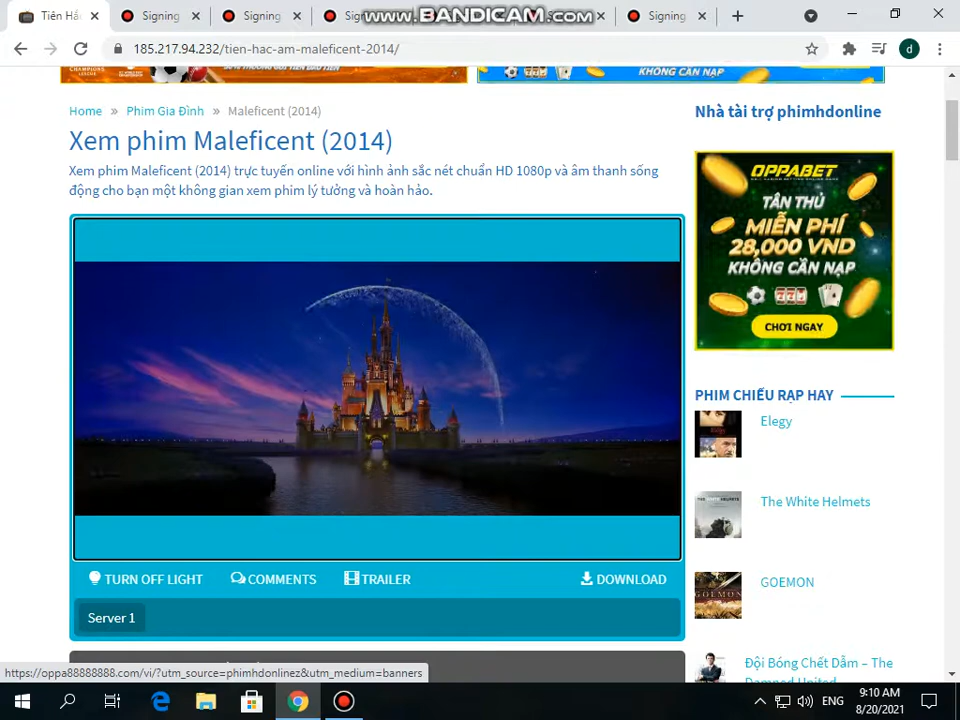 Tiên Hắc
Signing
Signing
Sig
Signing
WWW.BANDICAM.COM
185.217.94.232/tien-hac-am-maleficent-2014/
d
KHÔNG CẦN NẠP
Home » Phim Gia Đình » Maleficent (2014)
Xem phim Maleficent (2014)
Xem phim Maleficent (2014) trực tuyến online với hình ảnh sắc nét chuẩn HD 1080p và âm thanh sống
động cho bạn một không gian xem phim lý tưởng và hoàn hảo.
TURN OFF LIGHT
COMMENTS
TRAILER
DOWNLOAD
Server 1
Nhà tài trợ phimhdonline
OPPABET
TÂN THỦ
MIỄN PHÍ
28,000 VND
KHÔNG CẦN NẠP
CHƠI NGAY
PHIM CHIẾU RẠP HAY
Elegy
The White Helmets
GOEMON
Đội Bóng Chết Dẫm – The
Damned United
https://oppa88888888.com/vi/?utm_source=phimhdonlinez&utm_medium=banners
ENG
9:10 AM
8/20/2021